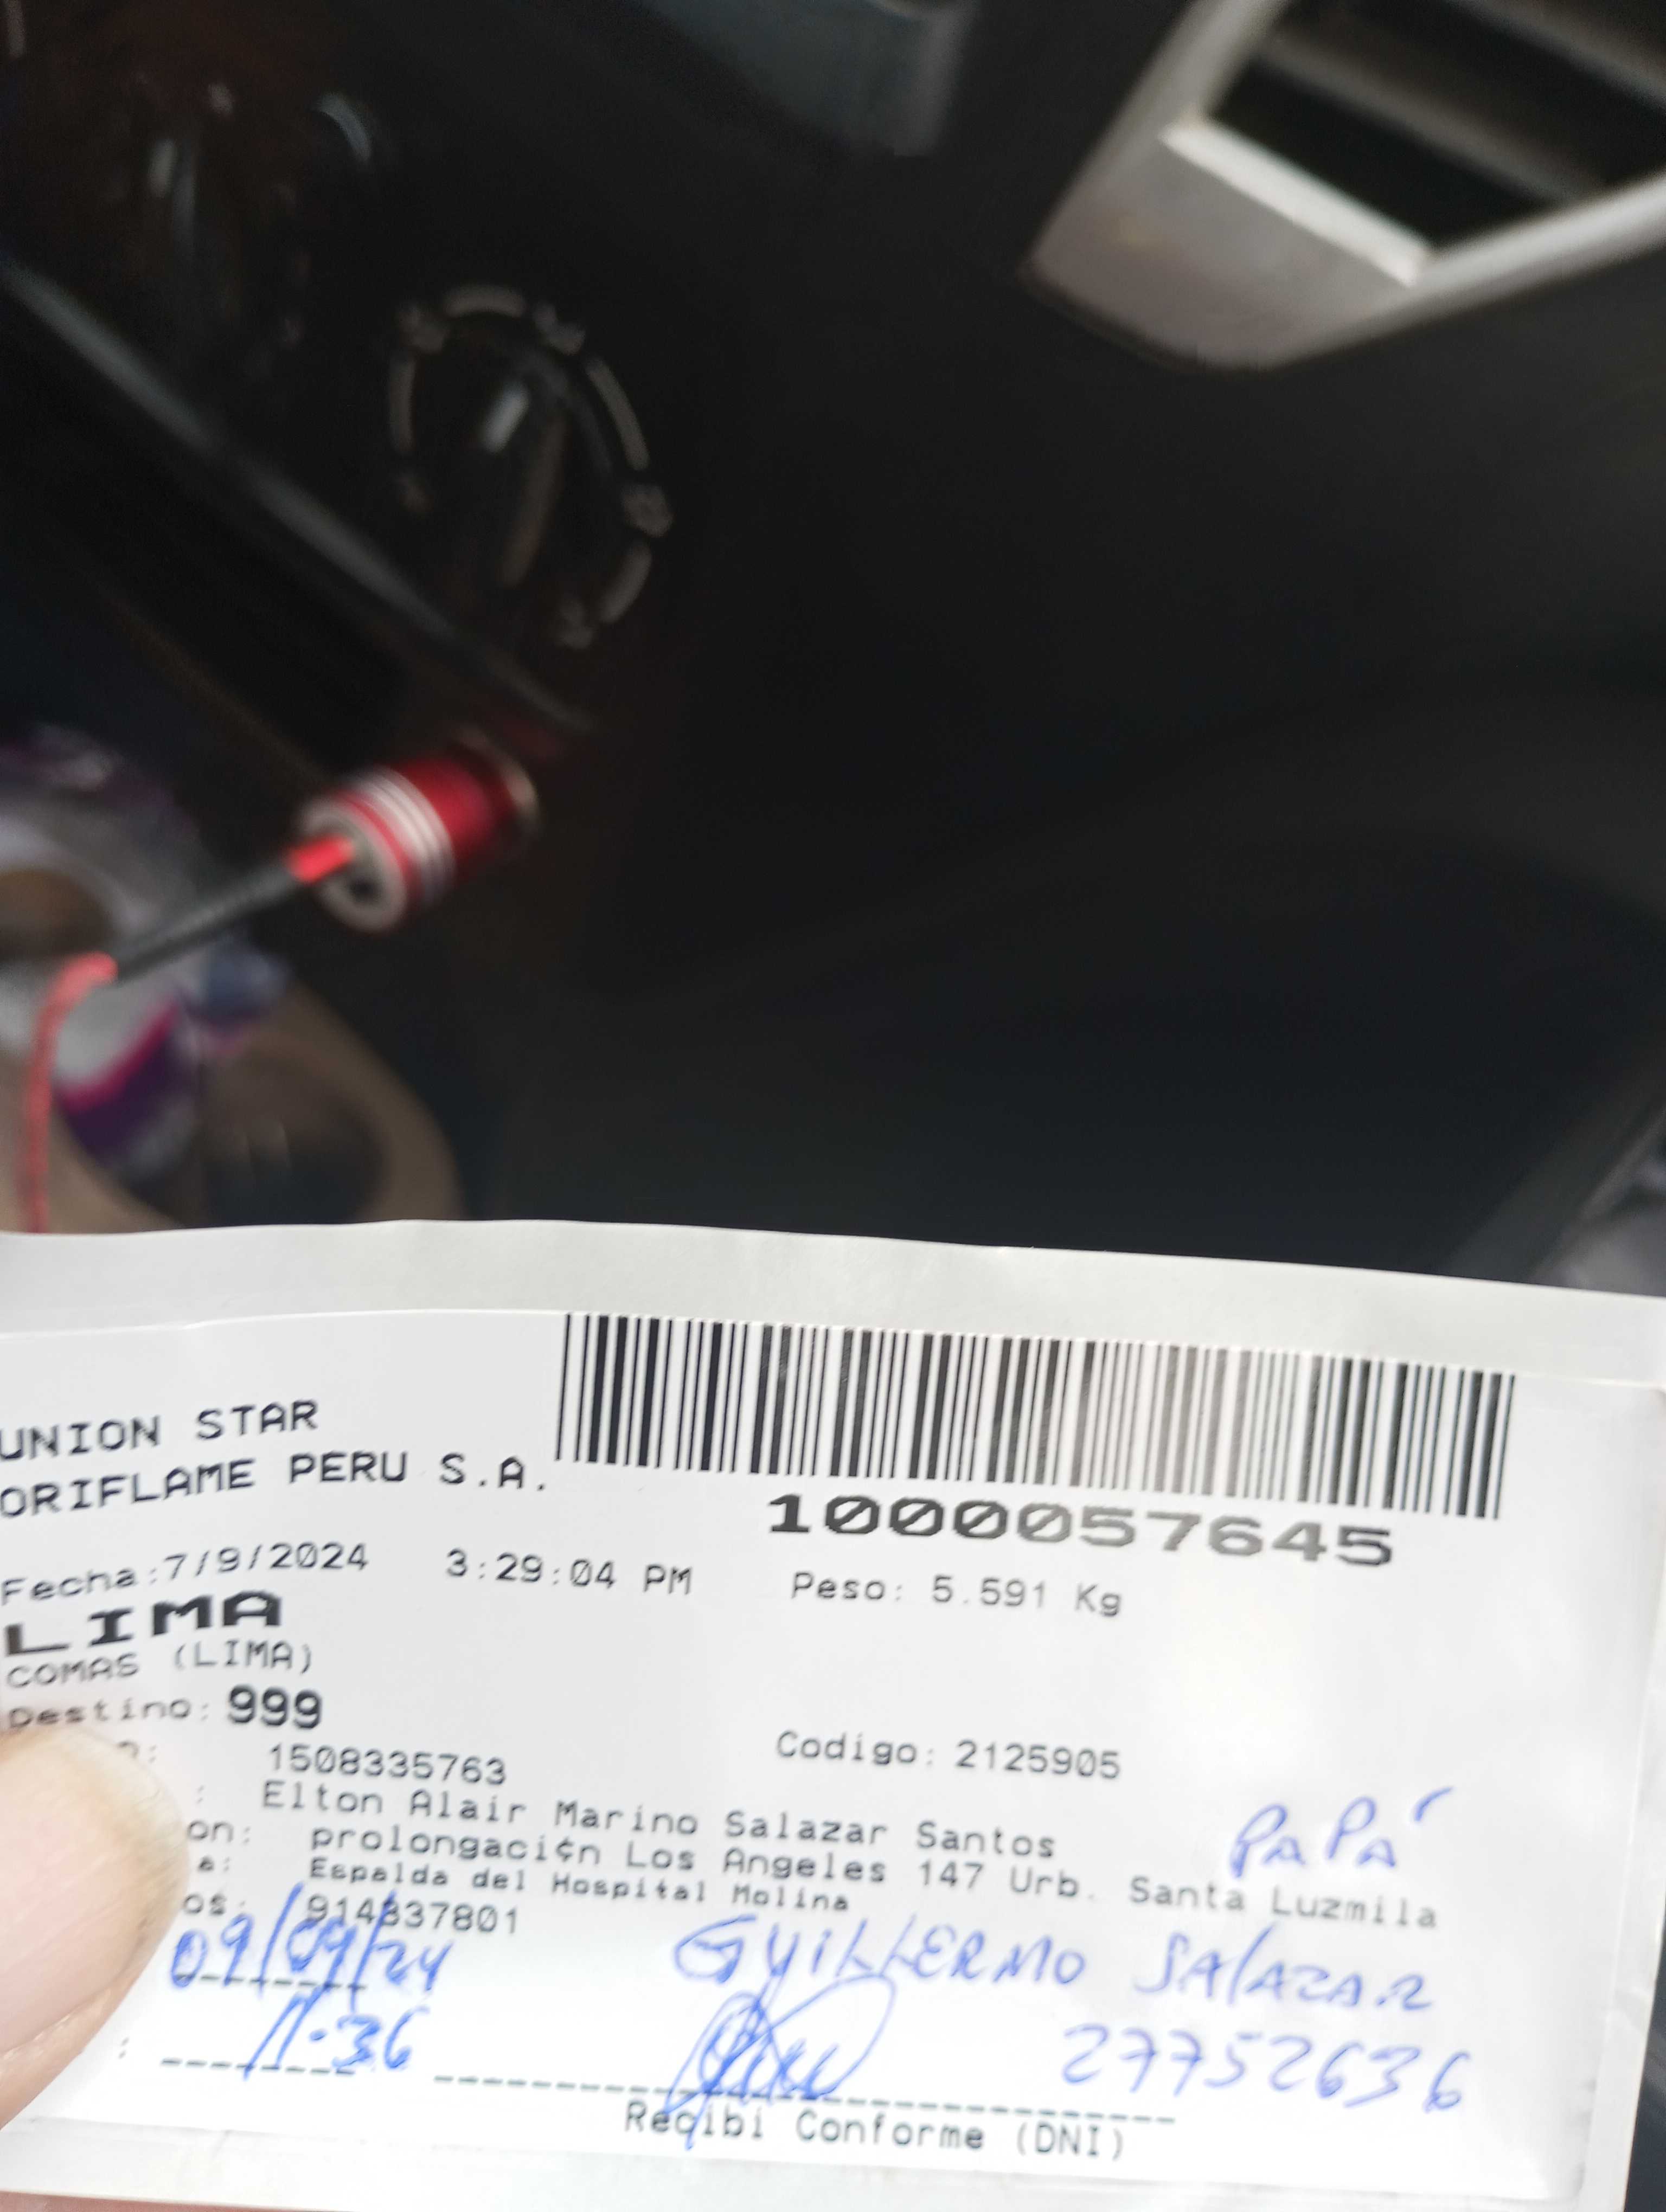 UNION STAR
ORIFLAME PERU S.A.
1000057645
Fecha:7/9/2024 3:29:04 PM Peso: 5.591 Kg
LIMA
COMAS (LIMA)
Destino: 999
1508335763 Codigo: 2125905
: Elton Alair Marino Salazar Santos PAPÁ
on: prolongaci¢n Los Angeles 147 Urb. Santa Luzmila
a: Espalda del Hospital Molina
os: 914837801
09/09/24 GUILLERMO SALAZAR
: 11.36 27752636
Recibi Conforme (DNI)